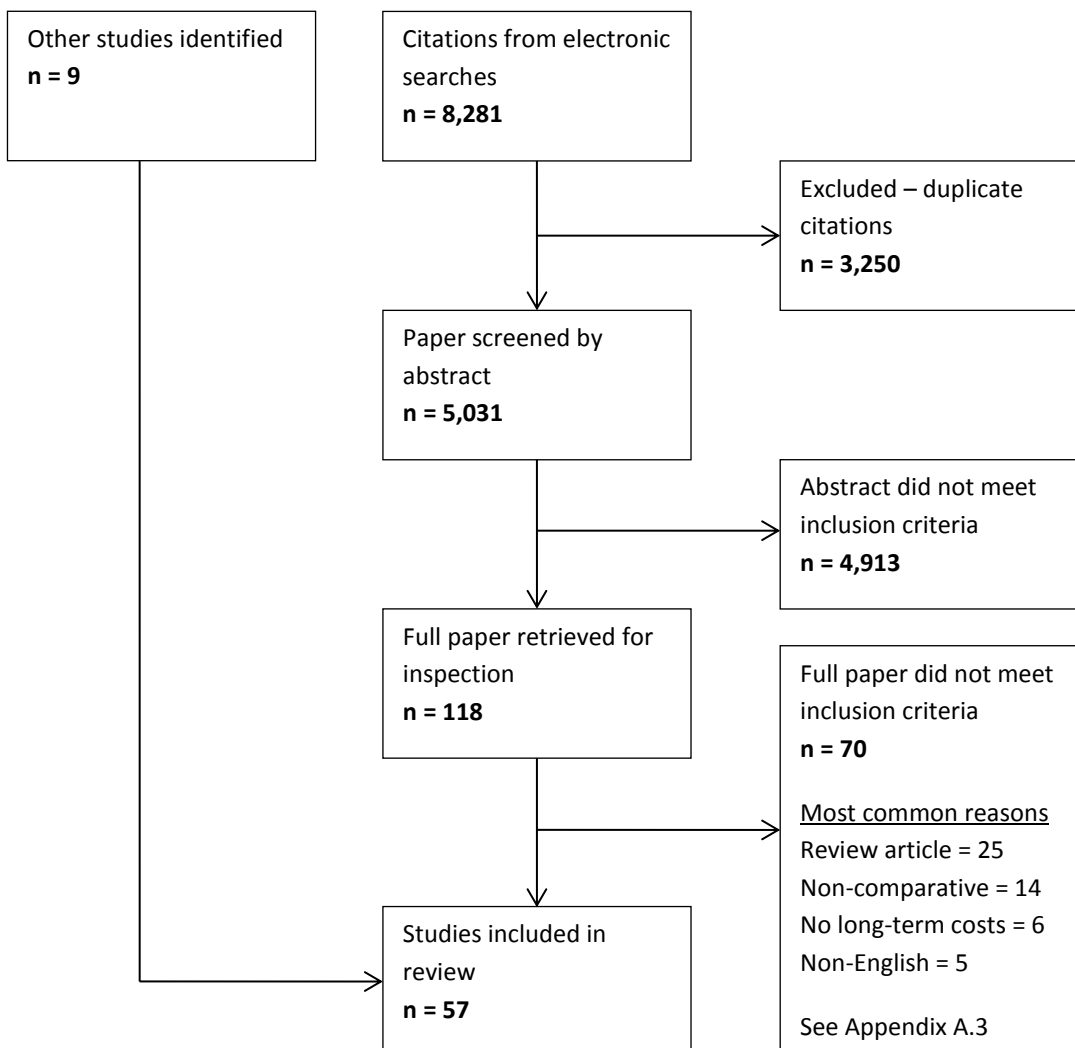 Other studies identified
n = 9
Citations from electronic
searches
n = 8,281
Excluded – duplicate
citations
n = 3,250
Paper screened by
abstract
n = 5,031
Abstract did not meet
inclusion criteria
n = 4,913
Full paper retrieved for
inspection
n = 118
Full paper did not meet
inclusion criteria
n = 70
Most common reasons
Review article = 25
Non-comparative = 14
No long-term costs = 6
Non-English = 5
See Appendix A.3
Studies included in
review
n = 57